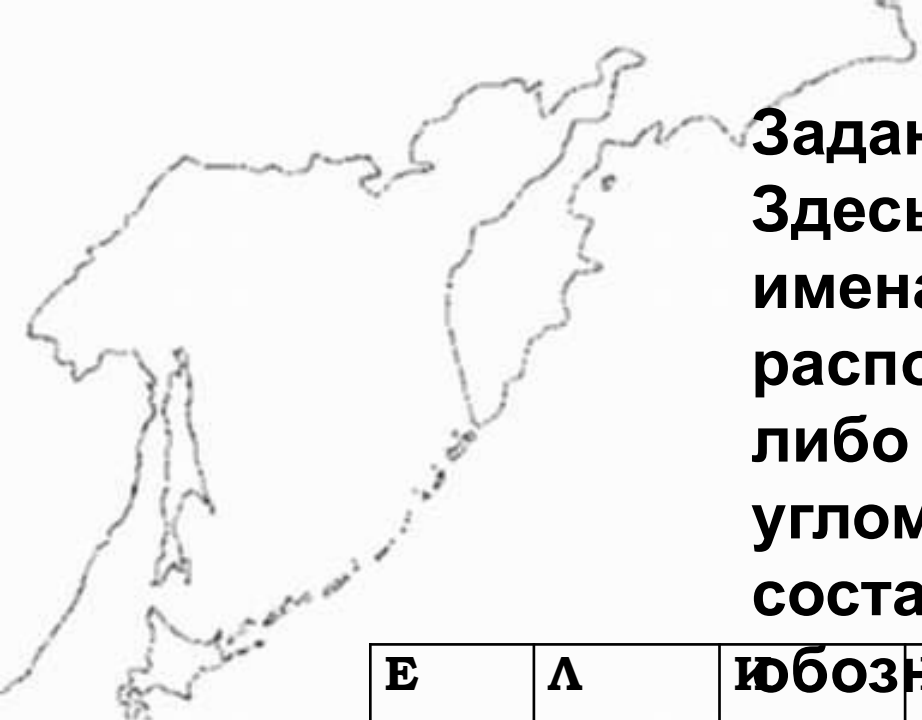 Задан
Здесь
имена
распо
либо
углом
соста
обозн
Е Л И